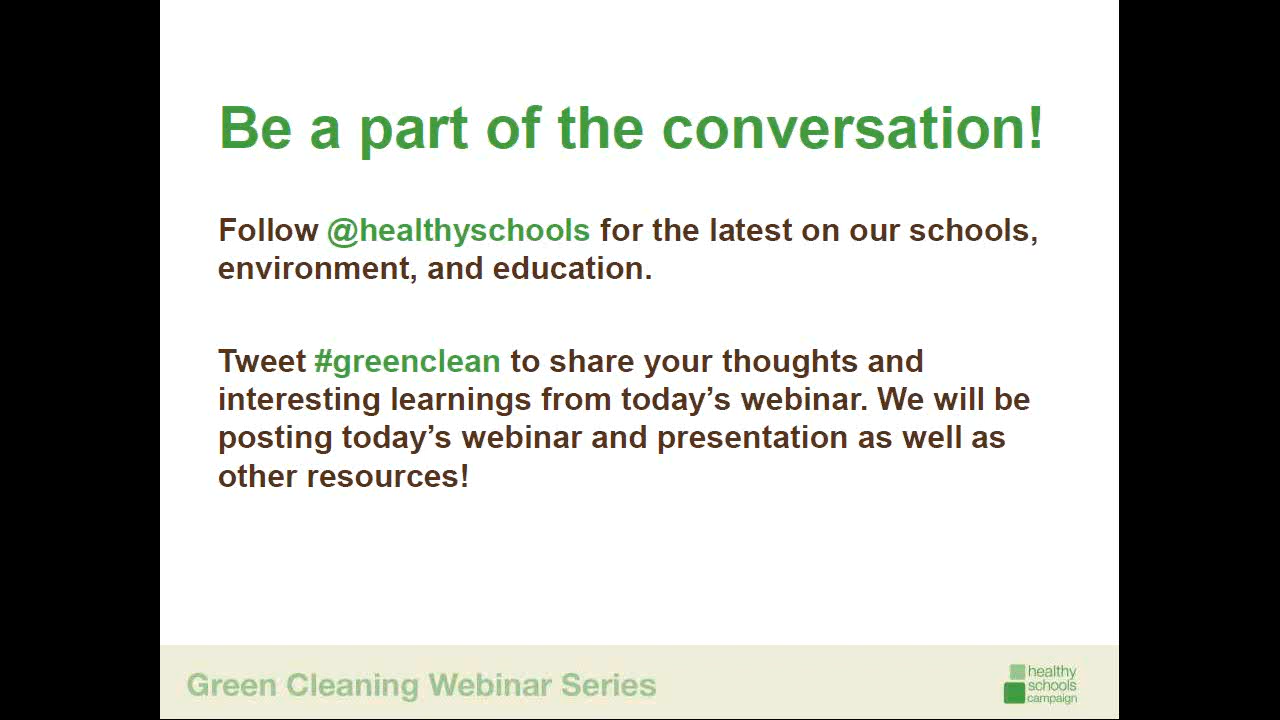 Be a part of the conversation!
Follow @healthyschools for the latest on our schools,
environment, and education.
Tweet #greenclean to share your thoughts and
interesting learnings from today’s webinar. We will be
posting today’s webinar and presentation as well as
other resources!
Green Cleaning Webinar Series
healthy
schools
campaign